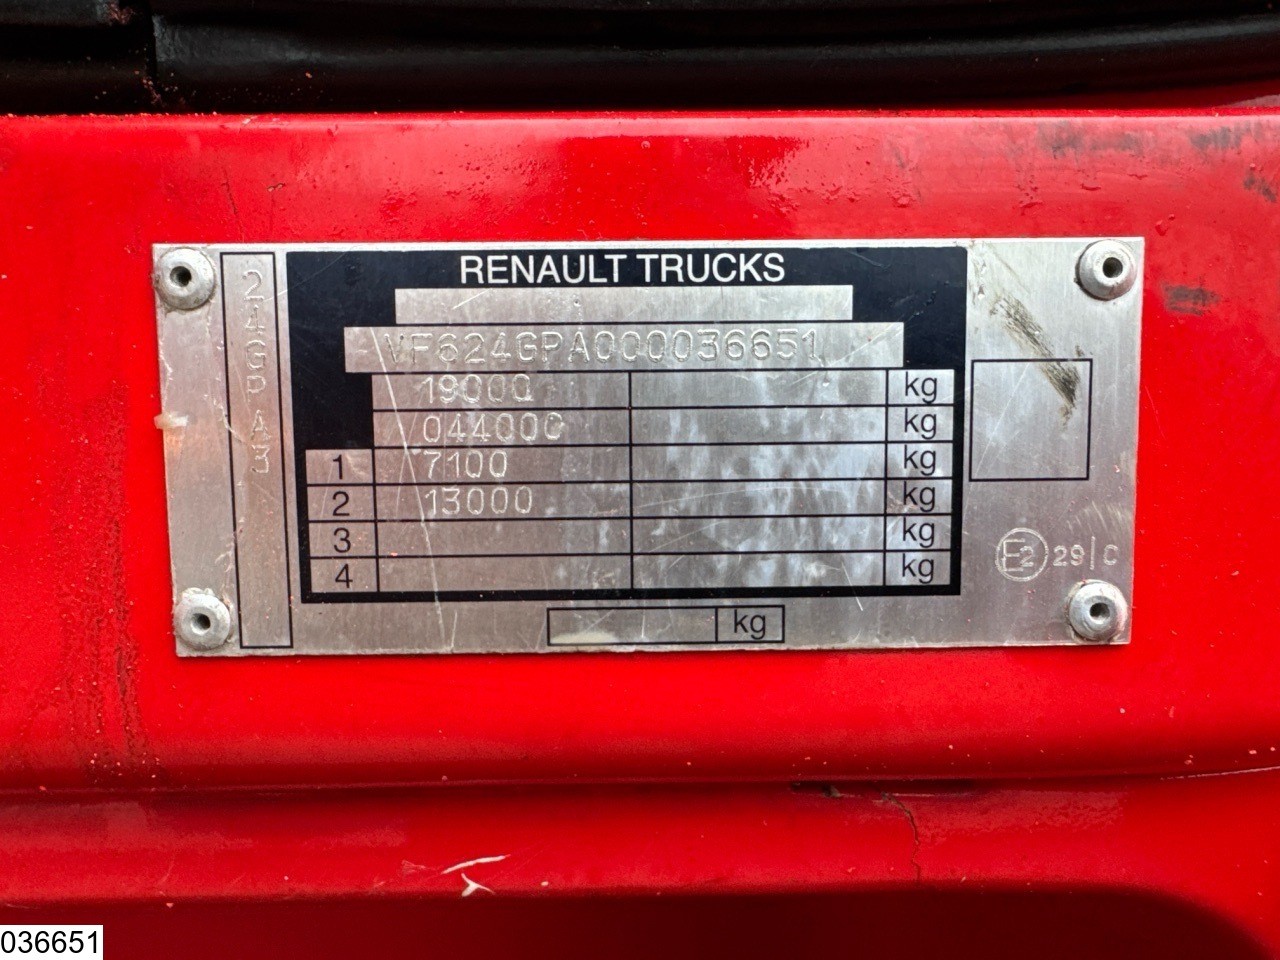 24GPA3
RENAULT TRUCKS
VF624GPA000036651
19000 kg
044000 kg
1 7100 kg
2 13000 kg
3 kg
4 kg
kg
E2 29/C
036651